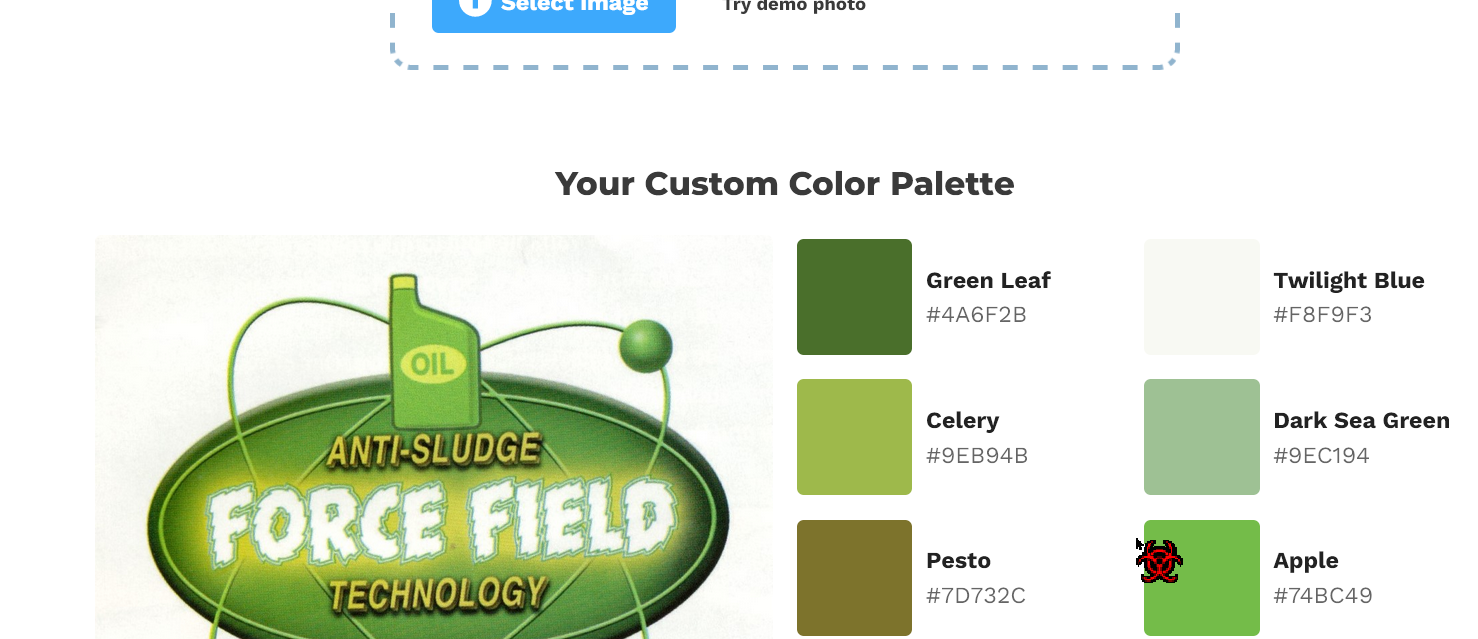 Select image
Try demo photo
Your Custom Color Palette
OIL
ANTI-SLUDGE
FORCE FIELD
TECHNOLOGY
Green Leaf
#4A6F2B
Twilight Blue
#F8F9F3
Celery
#9EB94B
Dark Sea Green
#9EC194
Pesto
#7D732C
Apple
#74BC49